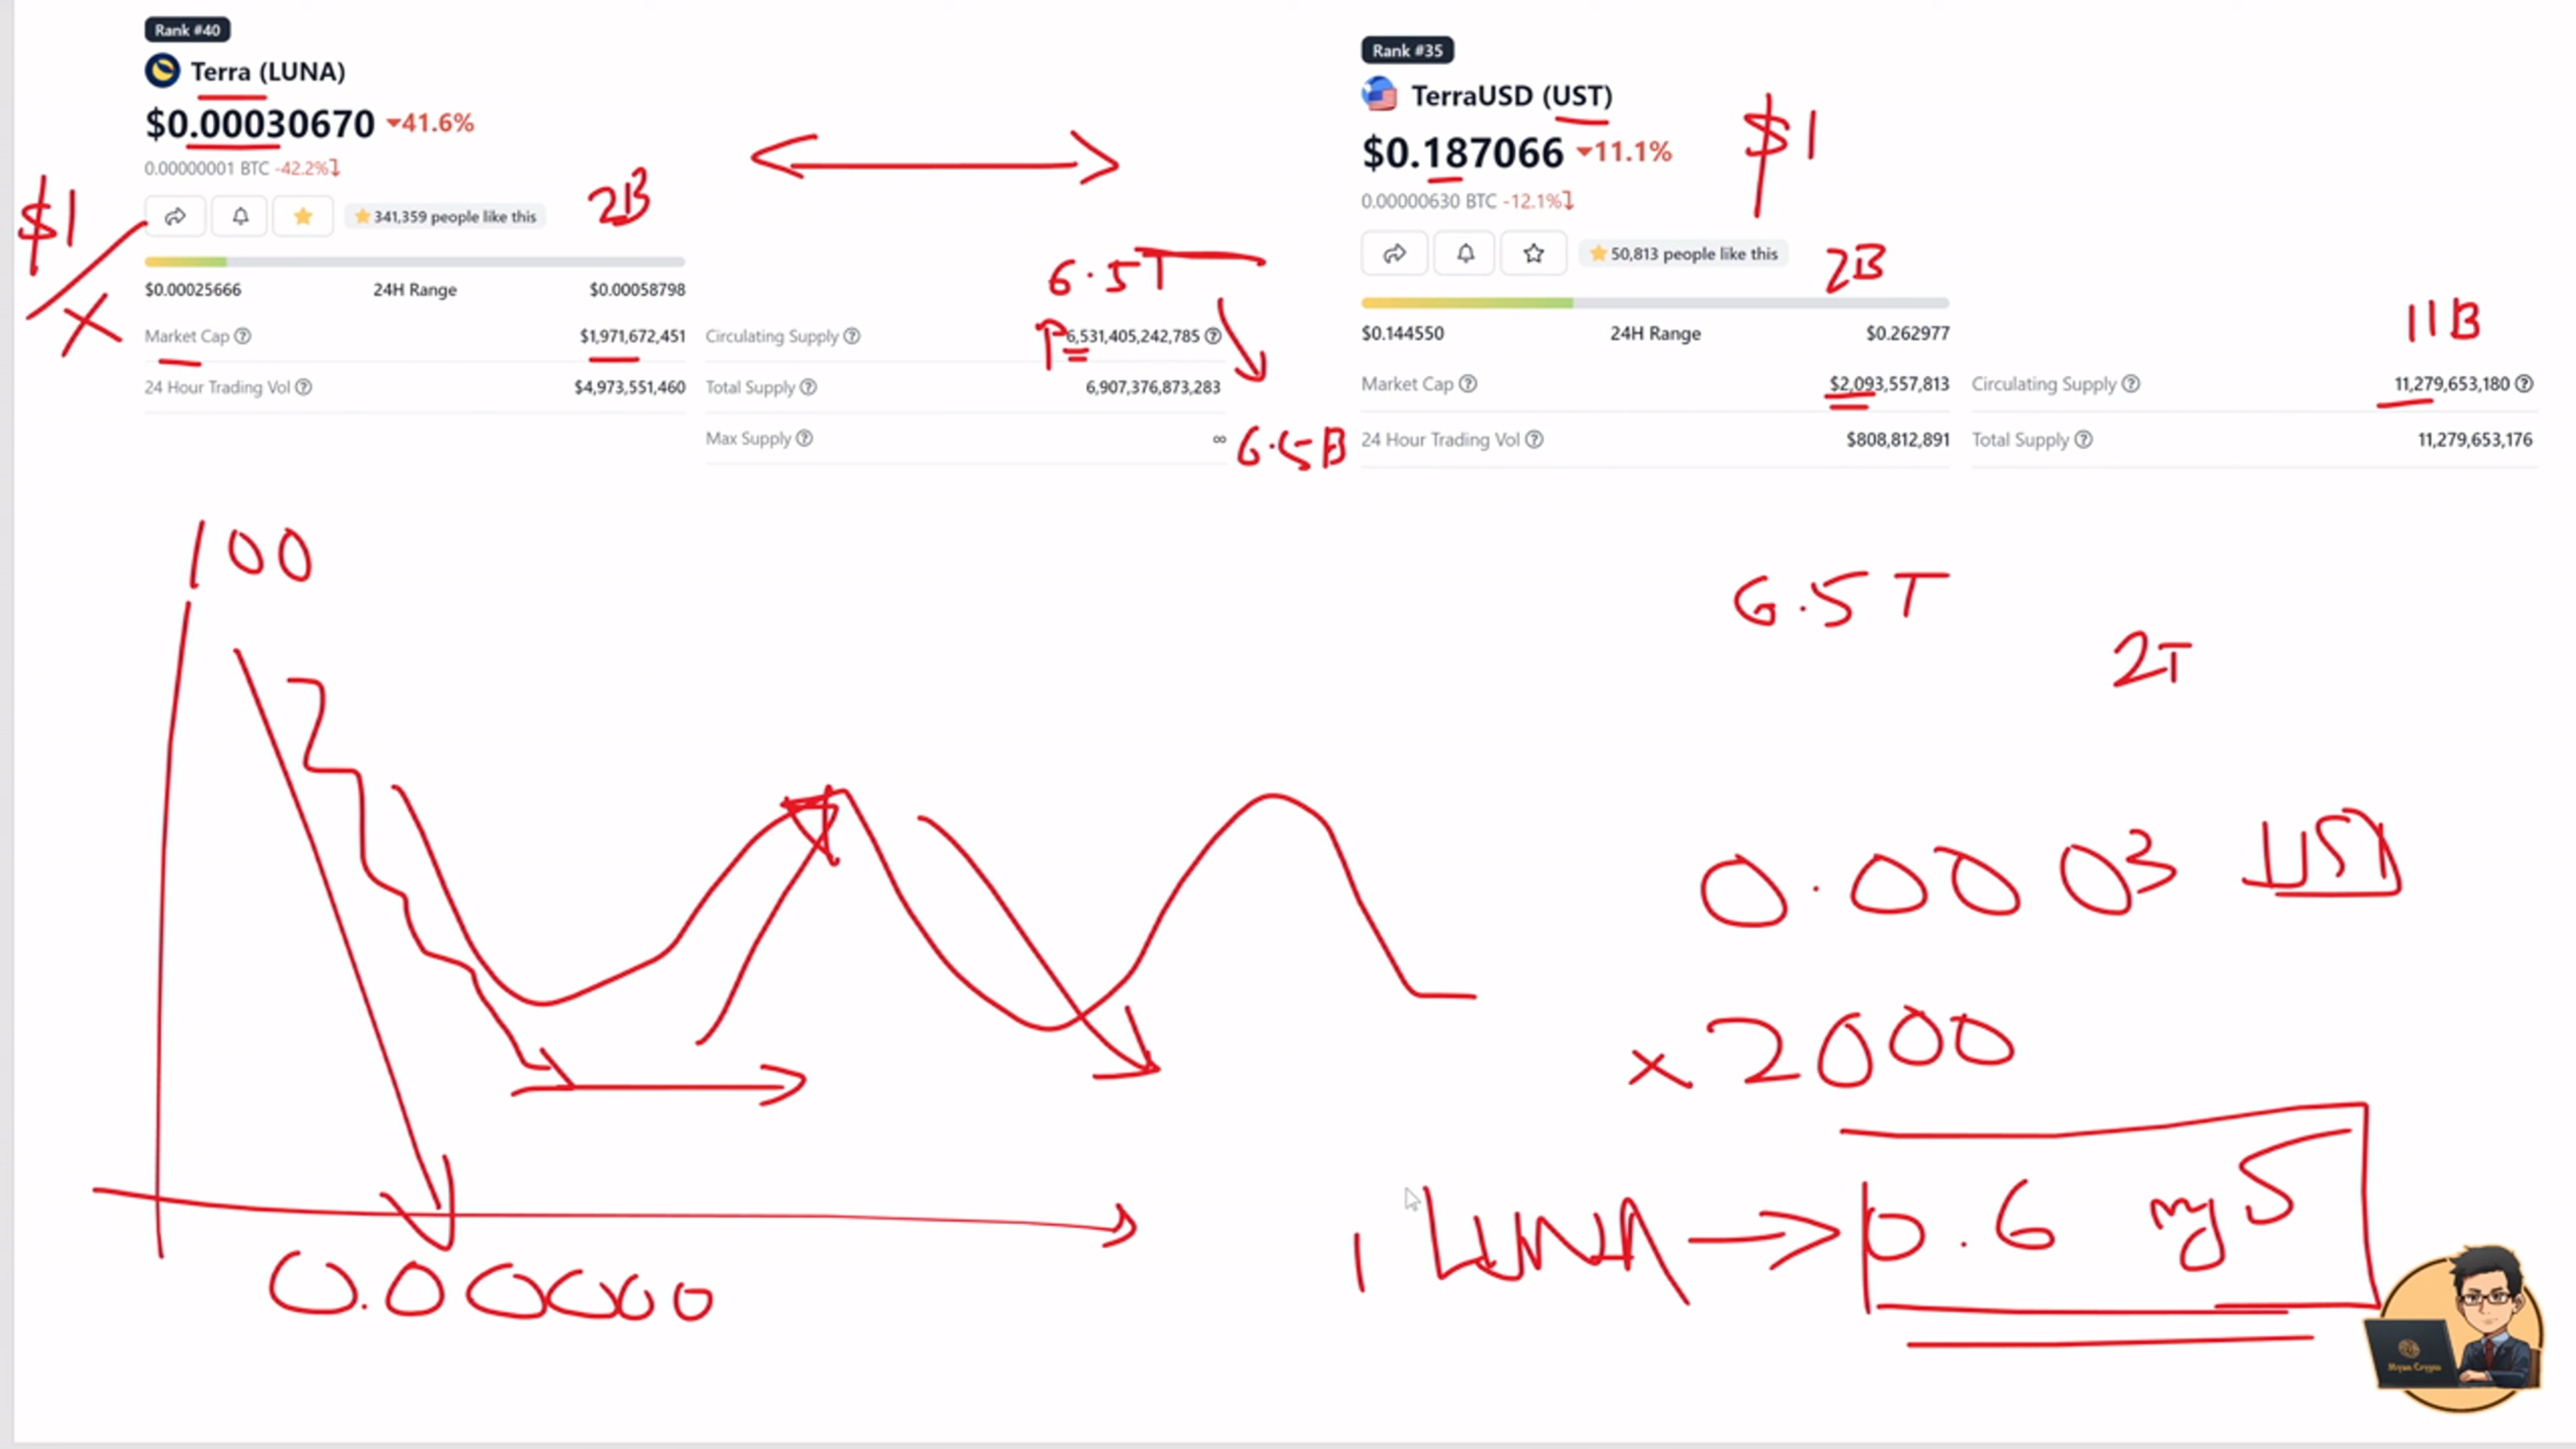 Rank #40
Terra (LUNA)
$0.00030670 ▼41.6%
0.00000001 BTC -42.2%
341,359 people like this
2B
$1
X
$0.00025666 24H Range $0.00058798
Market Cap $1,971,672,451
24 Hour Trading Vol $4,973,551,460
6.5T
Circulating Supply 6,531,405,242,785
Total Supply 6,907,376,873,283
Max Supply ∞
6.5B
Rank #35
TerraUSD (UST)
$0.187066 ▼11.1%
$1
0.00000630 BTC -12.1%
50,813 people like this
2B
$0.144550 24H Range $0.262977
11B
Market Cap $2,093,557,813
24 Hour Trading Vol $808,812,891
Circulating Supply 11,279,653,180
Total Supply 11,279,653,176
100
0.00000
6.5T
2T
0.0003
x 2000
1 LUNA → 0.6
Myan Crypto